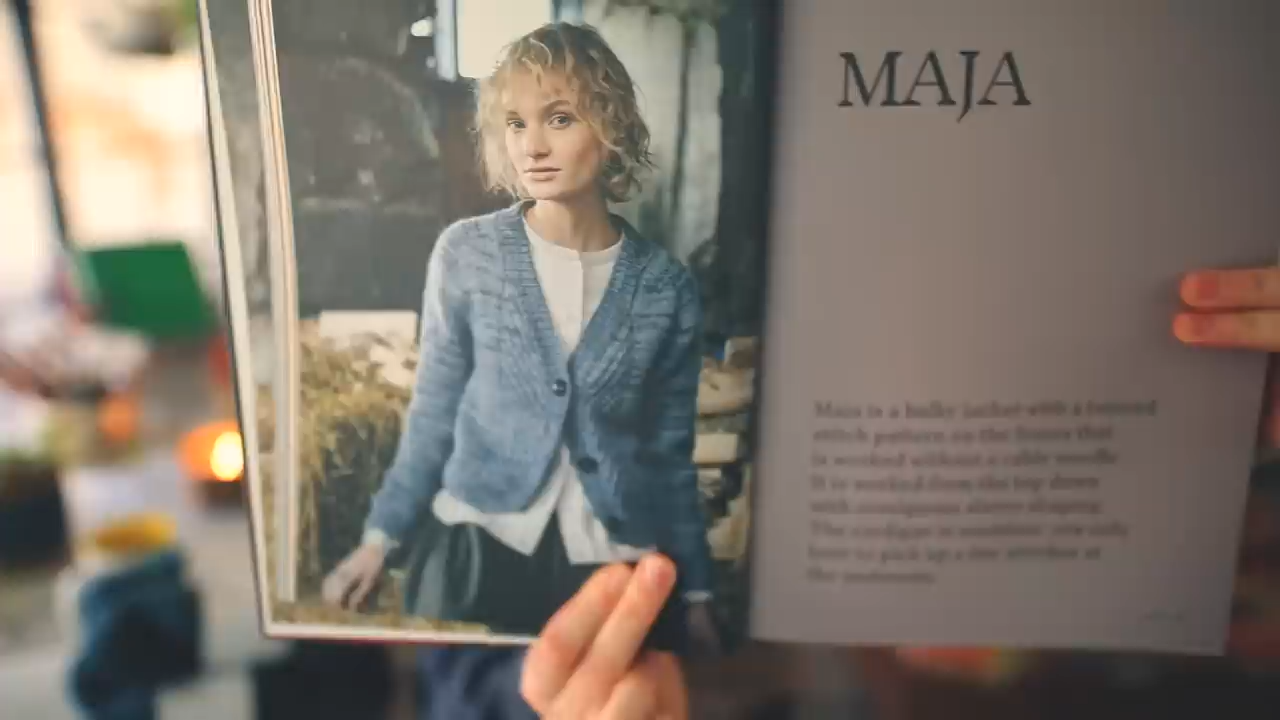 MAJA
Maja is a bulky jacket with a twisted
stitch pattern on the fronts that
is worked without a cable needle
It is worked from the top down
with contiguous sleeve shaping
The cardigan is seamless you only
have to pick up a few stitches at
the